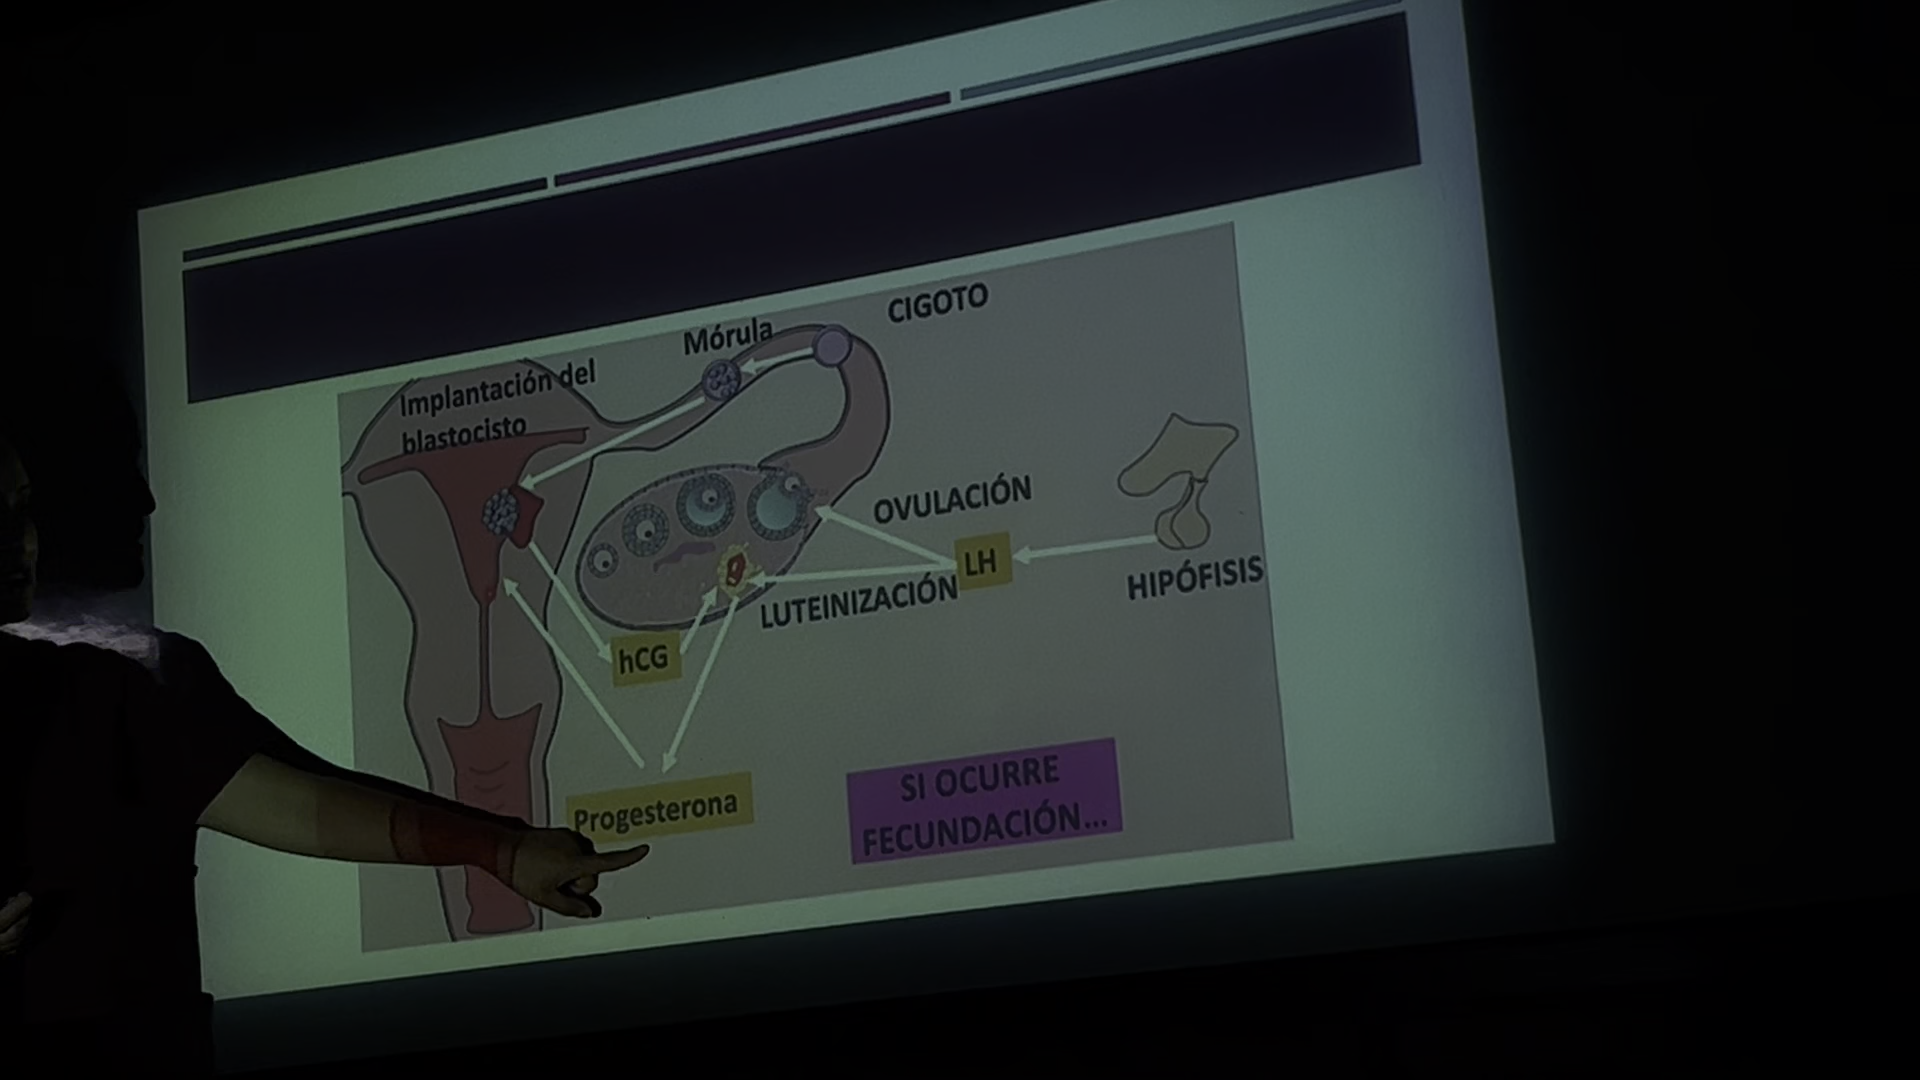 CIGOTO
Mórula
Implantación del
blastocisto
OVULACIÓN
LH
LUTEINIZACIÓN
HIPÓFISIS
hCG
Progesterona
SI OCURRE
FECUNDACIÓN...